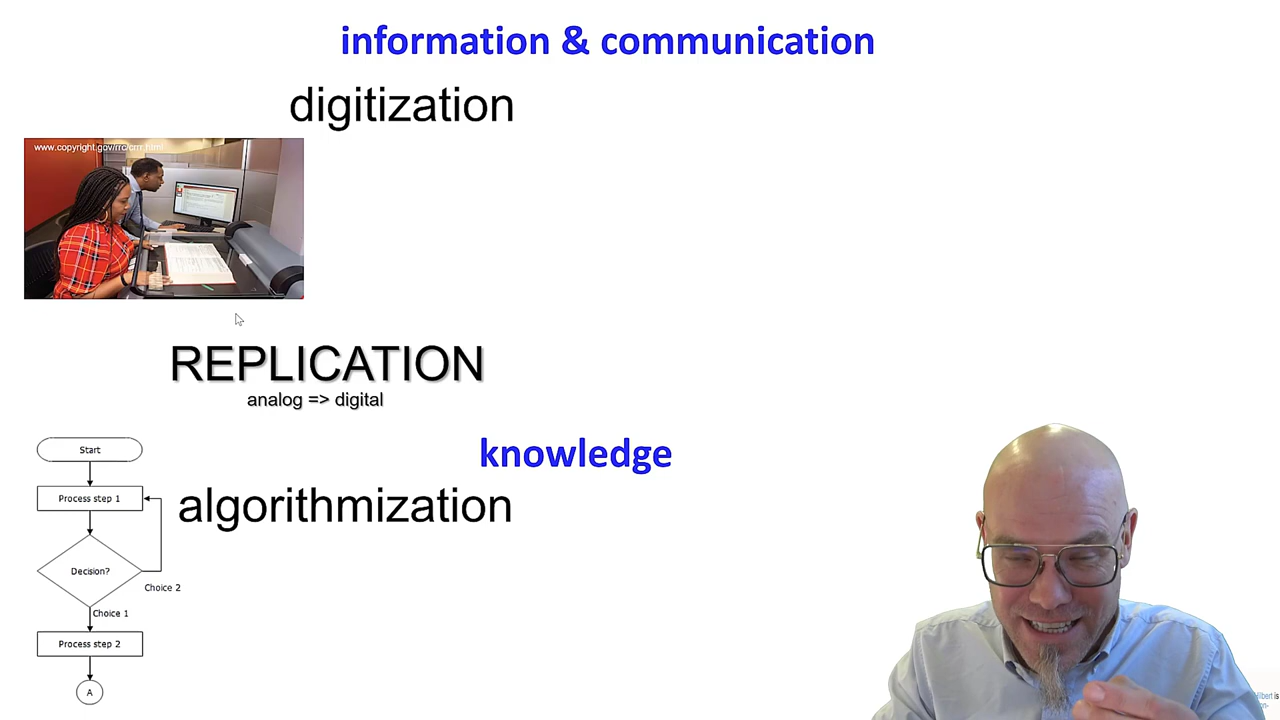 information & communication
digitization
www.copyright.gov/rrc/crrr.html
REPLICATION
analog => digital
knowledge
algorithmization
Start
Process step 1
Decision?
Choice 2
Choice 1
Process step 2
A